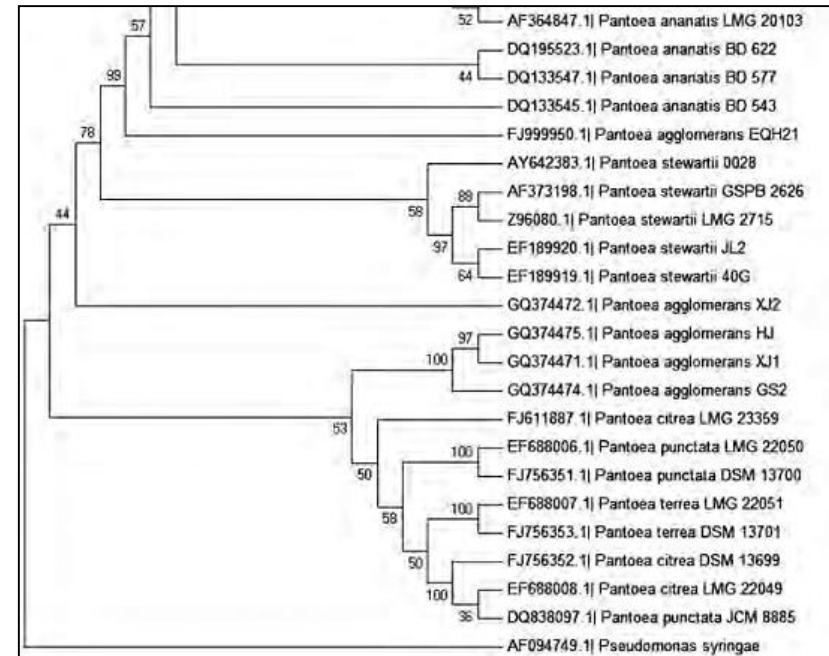 52 AF364847.1| Pantoea ananatis LMG 20103
57
DQ195523.1| Pantoea ananatis BD 622
44 DQ133547.1| Pantoea ananatis BD 577
99
DQ133545.1| Pantoea ananatis BD 543
78
FJ999950.1| Pantoea agglomerans EQH21
AY642383.1| Pantoea stewartii 0028
88 AF373198.1| Pantoea stewartii GSPB 2626
58
44
Z96080.1| Pantoea stewartii LMG 2715
97 EF189920.1| Pantoea stewartii JL2
64 EF189919.1| Pantoea stewartii 40G
GQ374472.1| Pantoea agglomerans XJ2
97 GQ374475.1| Pantoea agglomerans HJ
100 GQ374471.1| Pantoea agglomerans XJ1
GQ374474.1| Pantoea agglomerans GS2
53
FJ611887.1| Pantoea citrea LMG 23359
100 EF688006.1| Pantoea punctata LMG 22050
50 FJ756351.1| Pantoea punctata DSM 13700
100 EF688007.1| Pantoea terrea LMG 22051
58
FJ756353.1| Pantoea terrea DSM 13701
50 FJ756352.1| Pantoea citrea DSM 13699
100 EF688008.1| Pantoea citrea LMG 22049
36 DQ838097.1| Pantoea punctata JCM 8885
AF094749.1| Pseudomonas syringae